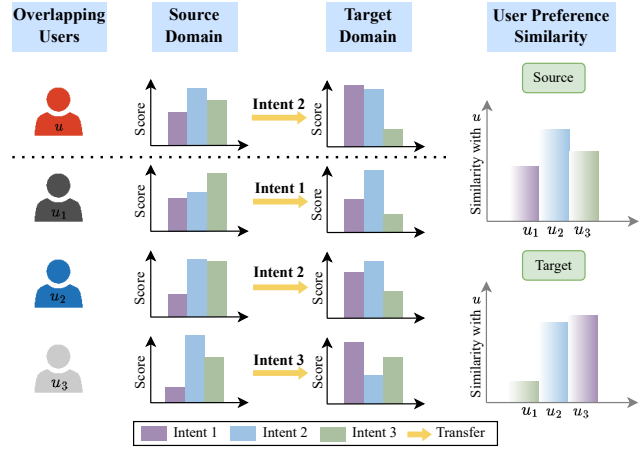 Overlapping
Users
Source
Domain
Target
Domain
User Preference
Similarity
u
Score
Intent 2
Score
u1
Score
Intent 1
Score
u2
Score
Intent 2
Score
u3
Score
Intent 3
Score
Source
Similarity with u
u1 u2 u3
Target
Similarity with u
u1 u2 u3
Intent 1 Intent 2 Intent 3 Transfer